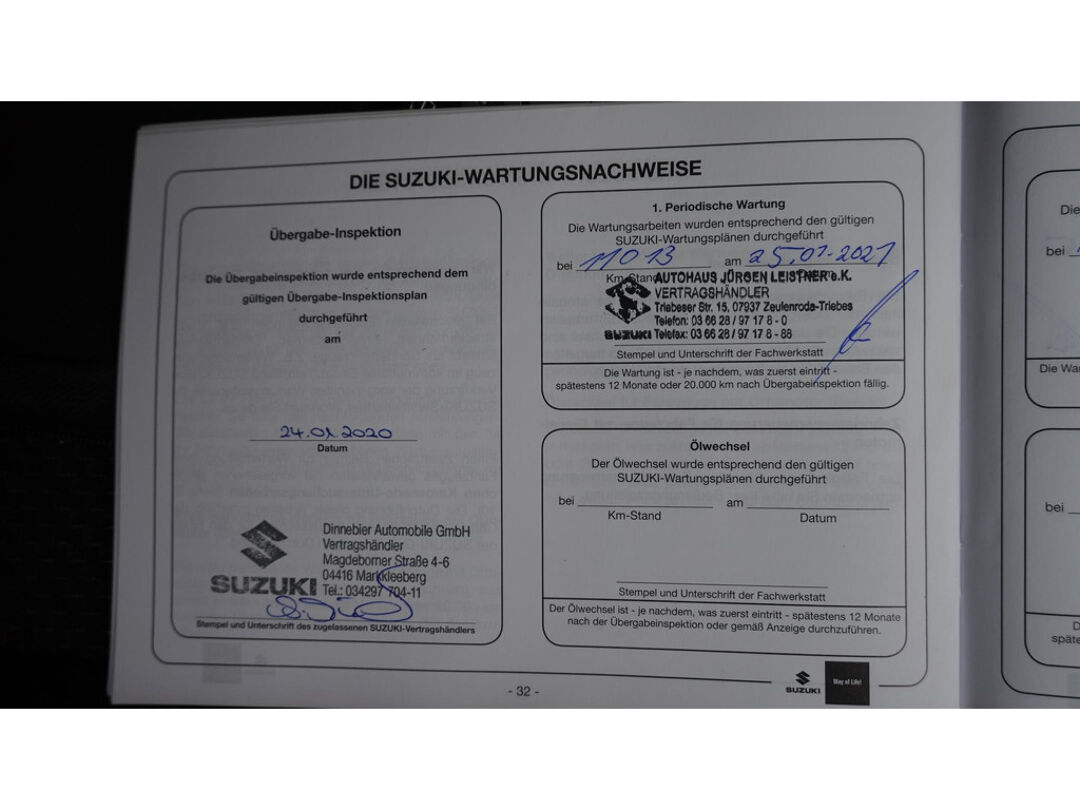 DIE SUZUKI-WARTUNGSNACHWEISE
Übergabe-Inspektion
Die Übergabeinspektion wurde entsprechend dem
gültigen Übergabe-Inspektionsplan
durchgeführt
am
24.01.2020
Datum
SUZUKI
Dinnebier Automobile GmbH
Vertragshändler
Magdeborner Straße 4-6
04416 Markkleeberg
Tel.: 034297 704-11
Stempel und Unterschrift des zugelassenen SUZUKI-Vertragshändlers
1. Periodische Wartung
Die Wartungsarbeiten wurden entsprechend den gültigen
SUZUKI-Wartungsplänen durchgeführt
bei 11013 am 25.01.2021
Km-Stand
AUTOHAUS JÜRGEN LEISTNER e.K.
VERTRAGSHÄNDLER
Triebeser Str. 15, 07937 Zeulenroda-Triebes
Telefon: 03 66 28 / 97 17 8 - 0
SUZUKI Telefax: 03 66 28 / 97 17 8 - 88
Stempel und Unterschrift der Fachwerkstatt
Die Wartung ist - je nachdem, was zuerst eintritt -
spätestens 12 Monate oder 20.000 km nach Übergabeinspektion fällig.
Ölwechsel
Der Ölwechsel wurde entsprechend den gültigen
SUZUKI-Wartungsplänen durchgeführt
bei am
Km-Stand Datum
Stempel und Unterschrift der Fachwerkstatt
Der Ölwechsel ist - je nachdem, was zuerst eintritt - spätestens 12 Monate
nach der Übergabeinspektion oder gemäß Anzeige durchzuführen.
- 32 -
SUZUKI
Way of Life!
Die
bei
Die War
bei
D
späte